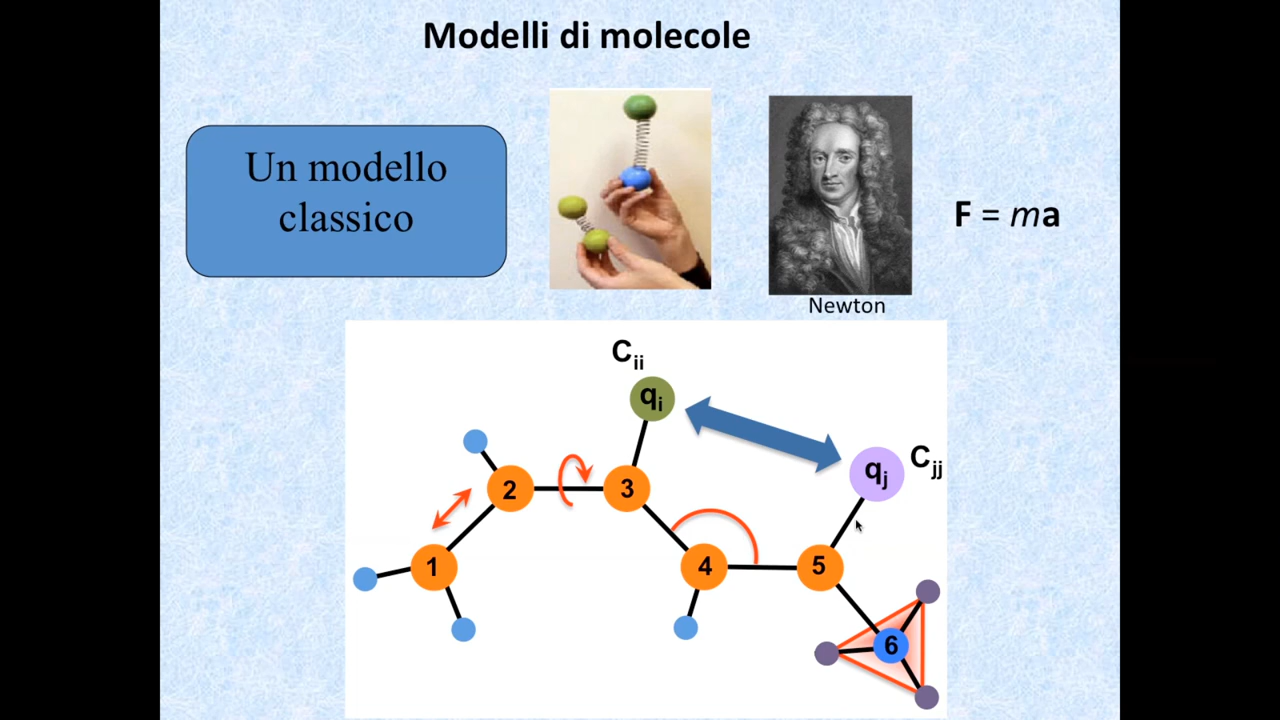 Modelli di molecole
Un modello
classico
F = ma
Newton
Cii
qi
qj
Cjj
2
3
1
4
5
6